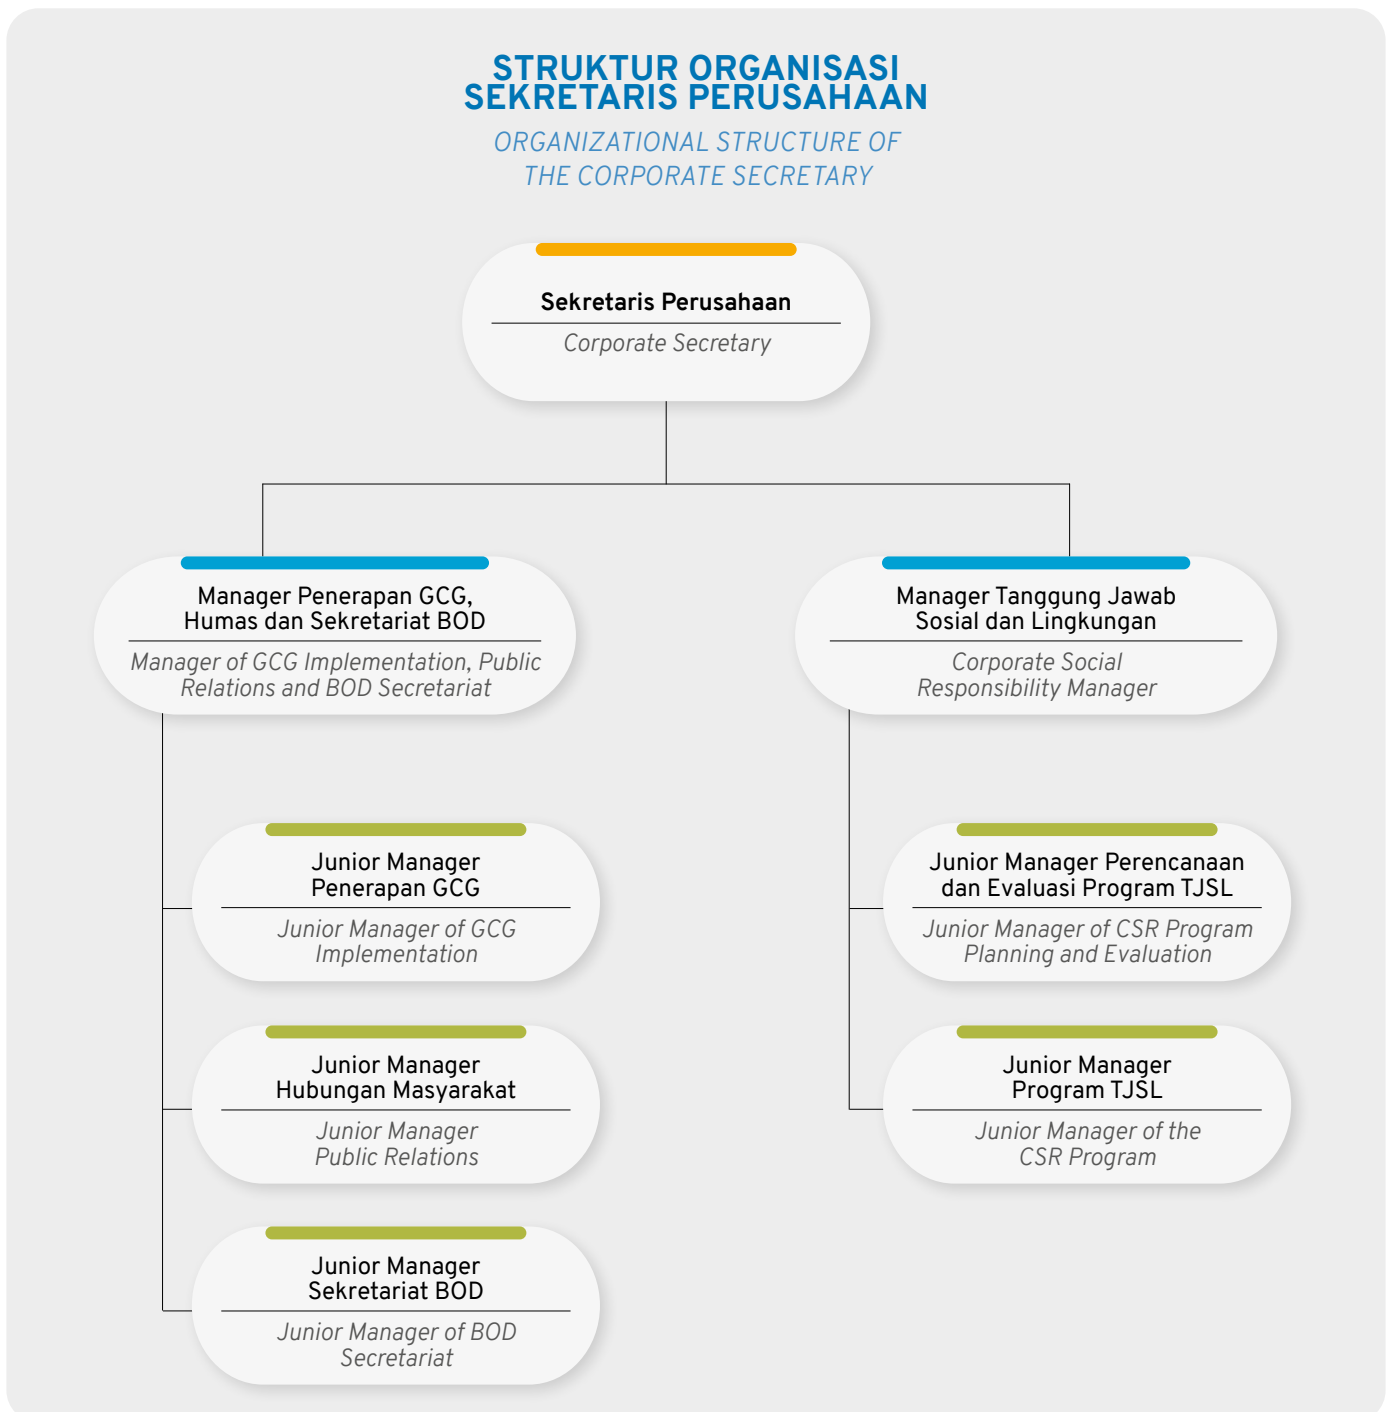 STRUKTUR ORGANISASI
SEKRETARIS PERUSAHAAN
ORGANIZATIONAL STRUCTURE OF
THE CORPORATE SECRETARY
Sekretaris Perusahaan
Corporate Secretary
Manager Penerapan GCG,
Humas dan Sekretariat BOD
Manager of GCG Implementation, Public
Relations and BOD Secretariat
Manager Tanggung Jawab
Sosial dan Lingkungan
Corporate Social
Responsibility Manager
Junior Manager
Penerapan GCG
Junior Manager of GCG
Implementation
Junior Manager
Hubungan Masyarakat
Junior Manager
Public Relations
Junior Manager
Sekretariat BOD
Junior Manager of BOD
Secretariat
Junior Manager Perencanaan
dan Evaluasi Program TJSL
Junior Manager of CSR Program
Planning and Evaluation
Junior Manager
Program TJSL
Junior Manager of the
CSR Program